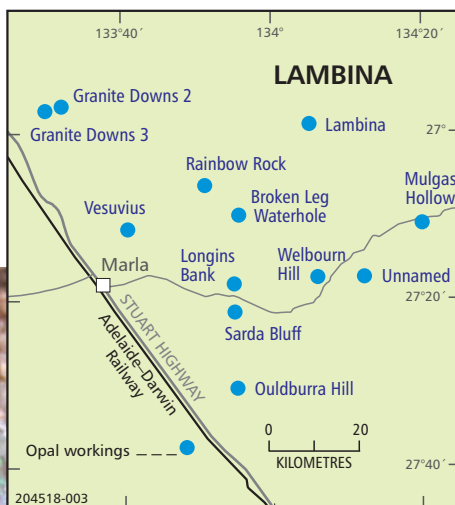 133°40´
134°
134°20´
LAMBINA
Granite Downs 2
Granite Downs 3
Lambina
27°
Rainbow Rock
Mulgas
Hollow
Broken Leg
Waterhole
Vesuvius
Longins
Bank
Welbourn
Hill
Unnamed
Marla
27°20´
STUART HIGHWAY
Adelaide–Darwin
Railway
Sarda Bluff
Ouldburra Hill
0 20
KILOMETRES
Opal workings
27°40´
204518-003